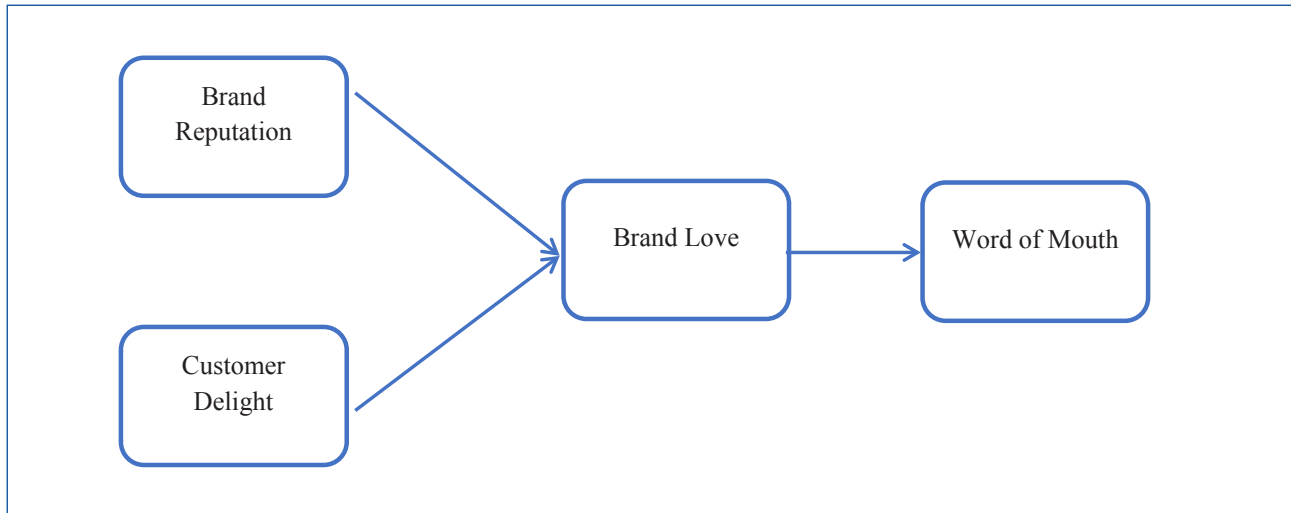 Brand
Reputation
Brand Love
Word of Mouth
Customer
Delight